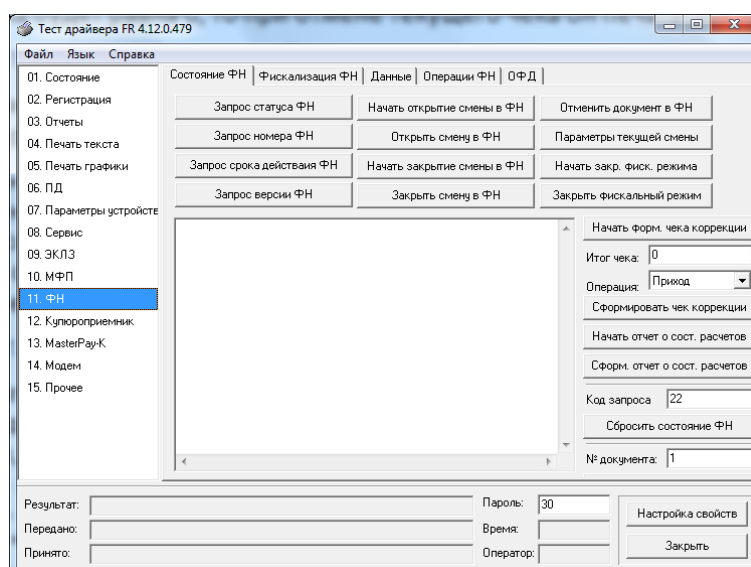 Тест драйвера FR 4.12.0.479
Файл Язык Справка
01. Состояние
02. Регистрация
03. Отчеты
04. Печать текста
05. Печать графики
06. ПД
07. Параметры устройств
08. Сервис
09. ЭКЛЗ
10. МФП
11. ФН
12. Купюроприемник
13. MasterPay-K
14. Модем
15. Прочее
Состояние ФН Фискализация ФН Данные Операции ФН ОФД
Запрос статуса ФН Начать открытие смены в ФН Отменить документ в ФН
Запрос номера ФН Открыть смену в ФН Параметры текущей смены
Запрос срока действаия ФН Начать закрытие смены в ФН Начать закр. фиск. режима
Запрос версии ФН Закрыть смену в ФН Закрыть фискальный режим
Начать форм. чека коррекции
Итог чека: 0
Операция: Приход
Сформировать чек коррекции
Начать отчет о сост. расчетов
Сформ. отчет о сост. расчетов
Код запроса 22
Сбросить состояние ФН
№ документа: 1
Результат: Пароль: 30
Передано: Время:
Принято: Оператор:
Настройка свойств
Закрыть